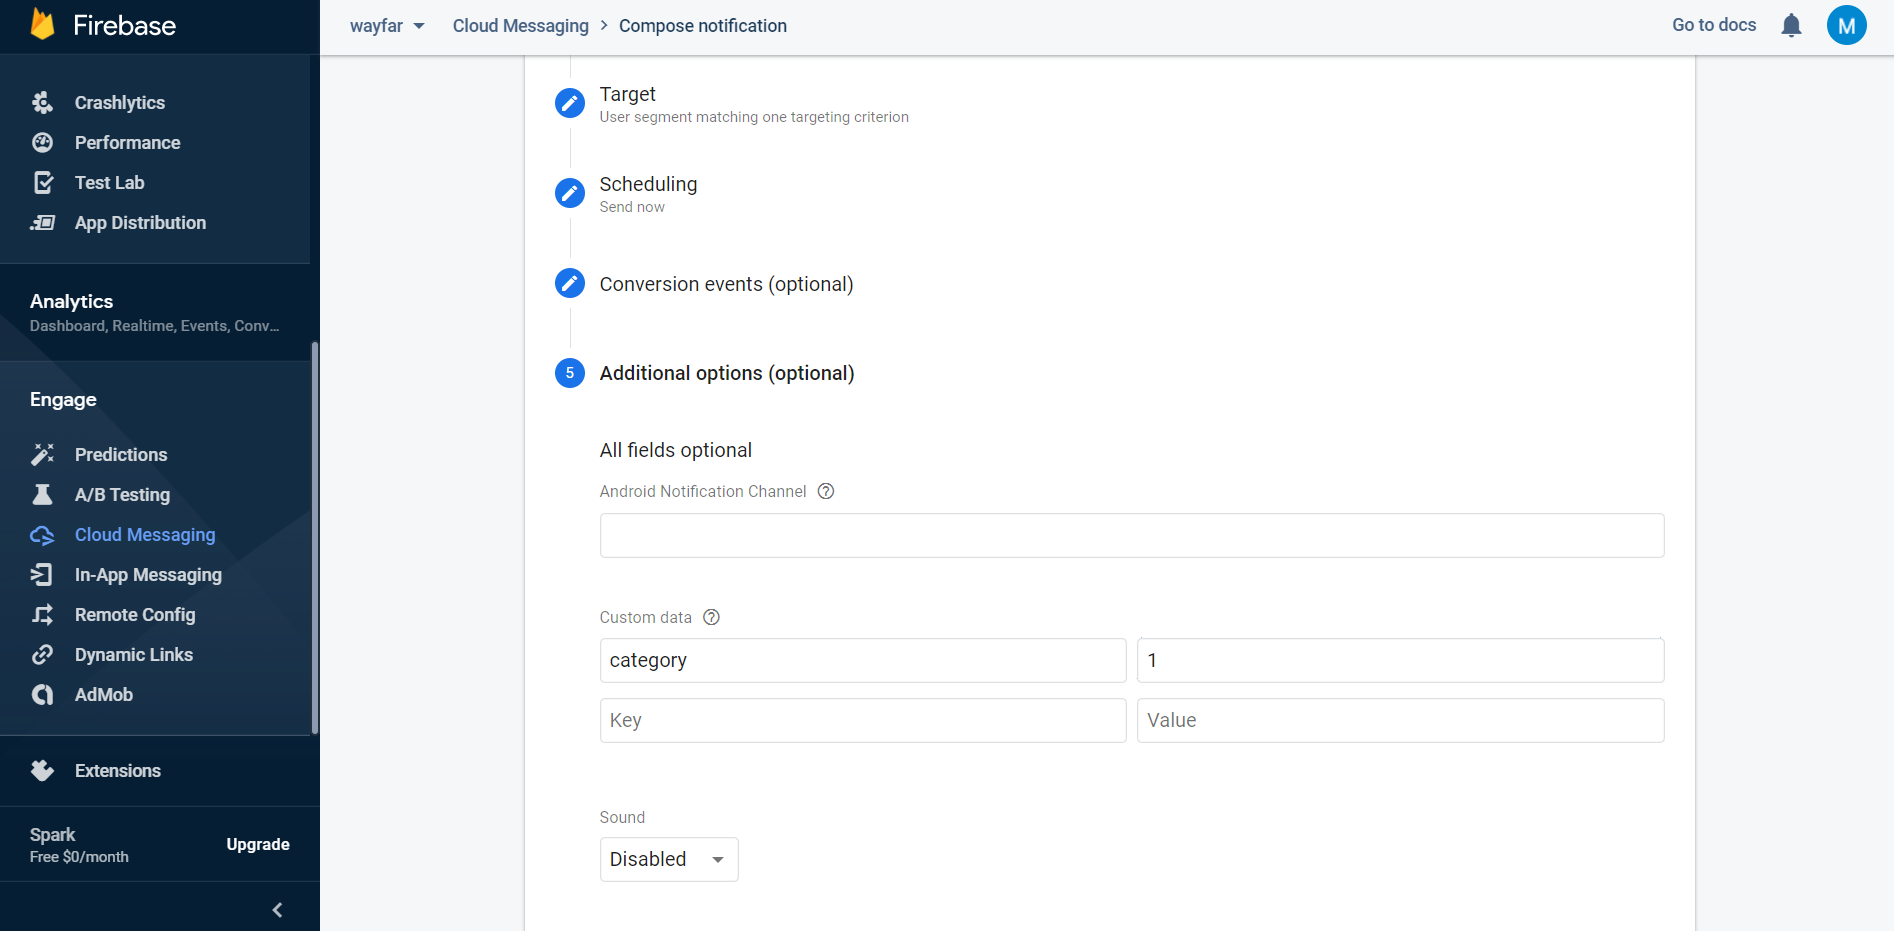 Firebase
wayfar
Cloud Messaging > Compose notification
Go to docs
M
Crashlytics
Performance
Test Lab
App Distribution
Analytics
Dashboard, Realtime, Events, Conv...
Engage
Predictions
A/B Testing
Cloud Messaging
In-App Messaging
Remote Config
Dynamic Links
AdMob
Extensions
Spark
Free $0/month
Upgrade
Target
User segment matching one targeting criterion
Scheduling
Send now
Conversion events (optional)
5
Additional options (optional)
All fields optional
Android Notification Channel ?
Custom data ?
category
1
Key
Value
Sound
Disabled